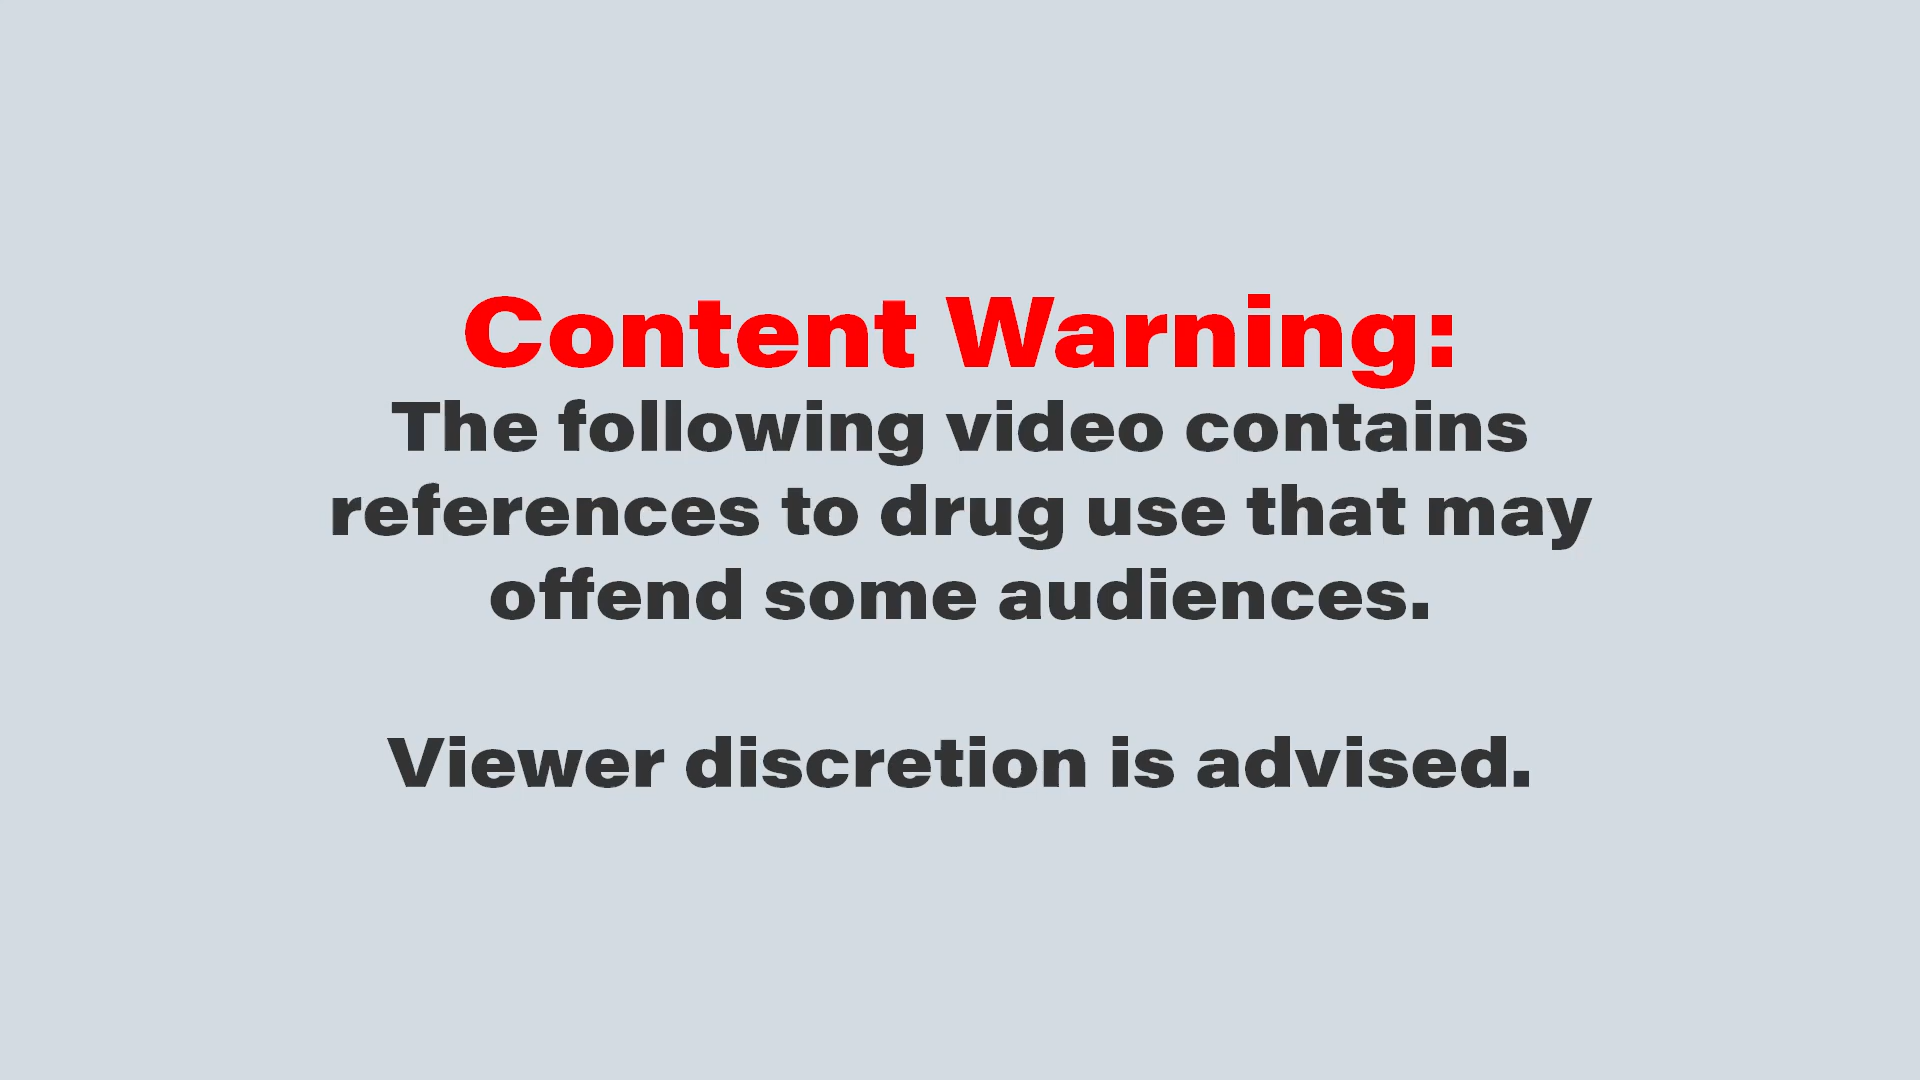 Content Warning:
The following video contains
references to drug use that may
offend some audiences.
Viewer discretion is advised.